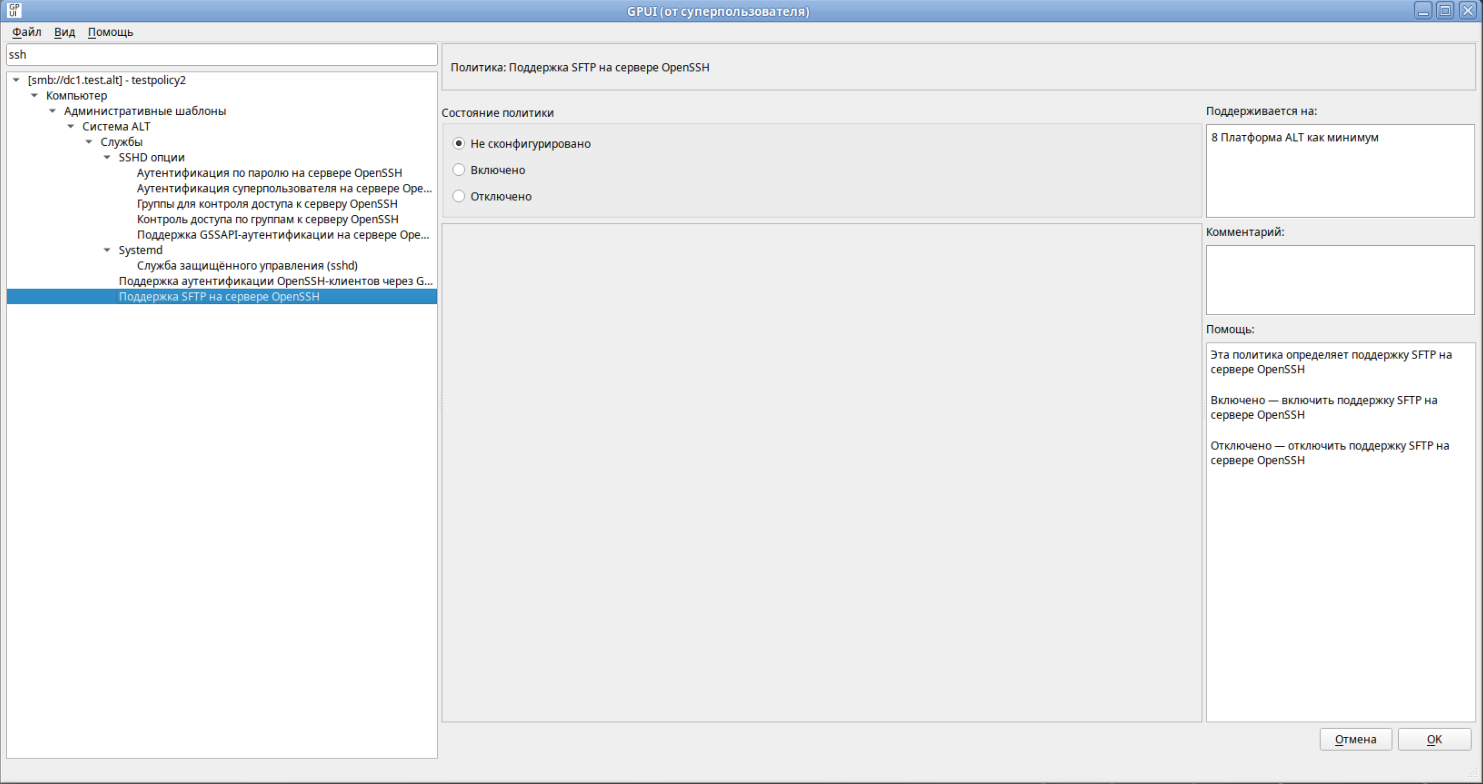 GP
UI
GPUI (от суперпользователя)
Файл Вид Помощь
ssh
[smb://dc1.test.alt] - testpolicy2
Компьютер
Административные шаблоны
Система ALT
Службы
SSHD опции
Аутентификация по паролю на сервере OpenSSH
Аутентификация суперпользователя на сервере Ope...
Группы для контроля доступа к серверу OpenSSH
Контроль доступа по группам к серверу OpenSSH
Поддержка GSSAPI-аутентификации на сервере Ope...
Systemd
Служба защищённого управления (sshd)
Поддержка аутентификации OpenSSH-клиентов через G...
Поддержка SFTP на сервере OpenSSH
Политика: Поддержка SFTP на сервере OpenSSH
Состояние политики
Не сконфигурировано
Включено
Отключено
Поддерживается на:
8 Платформа ALT как минимум
Комментарий:
Помощь:
Эта политика определяет поддержку SFTP на
сервере OpenSSH
Включено — включить поддержку SFTP на
сервере OpenSSH
Отключено — отключить поддержку SFTP на
сервере OpenSSH
Отмена OK